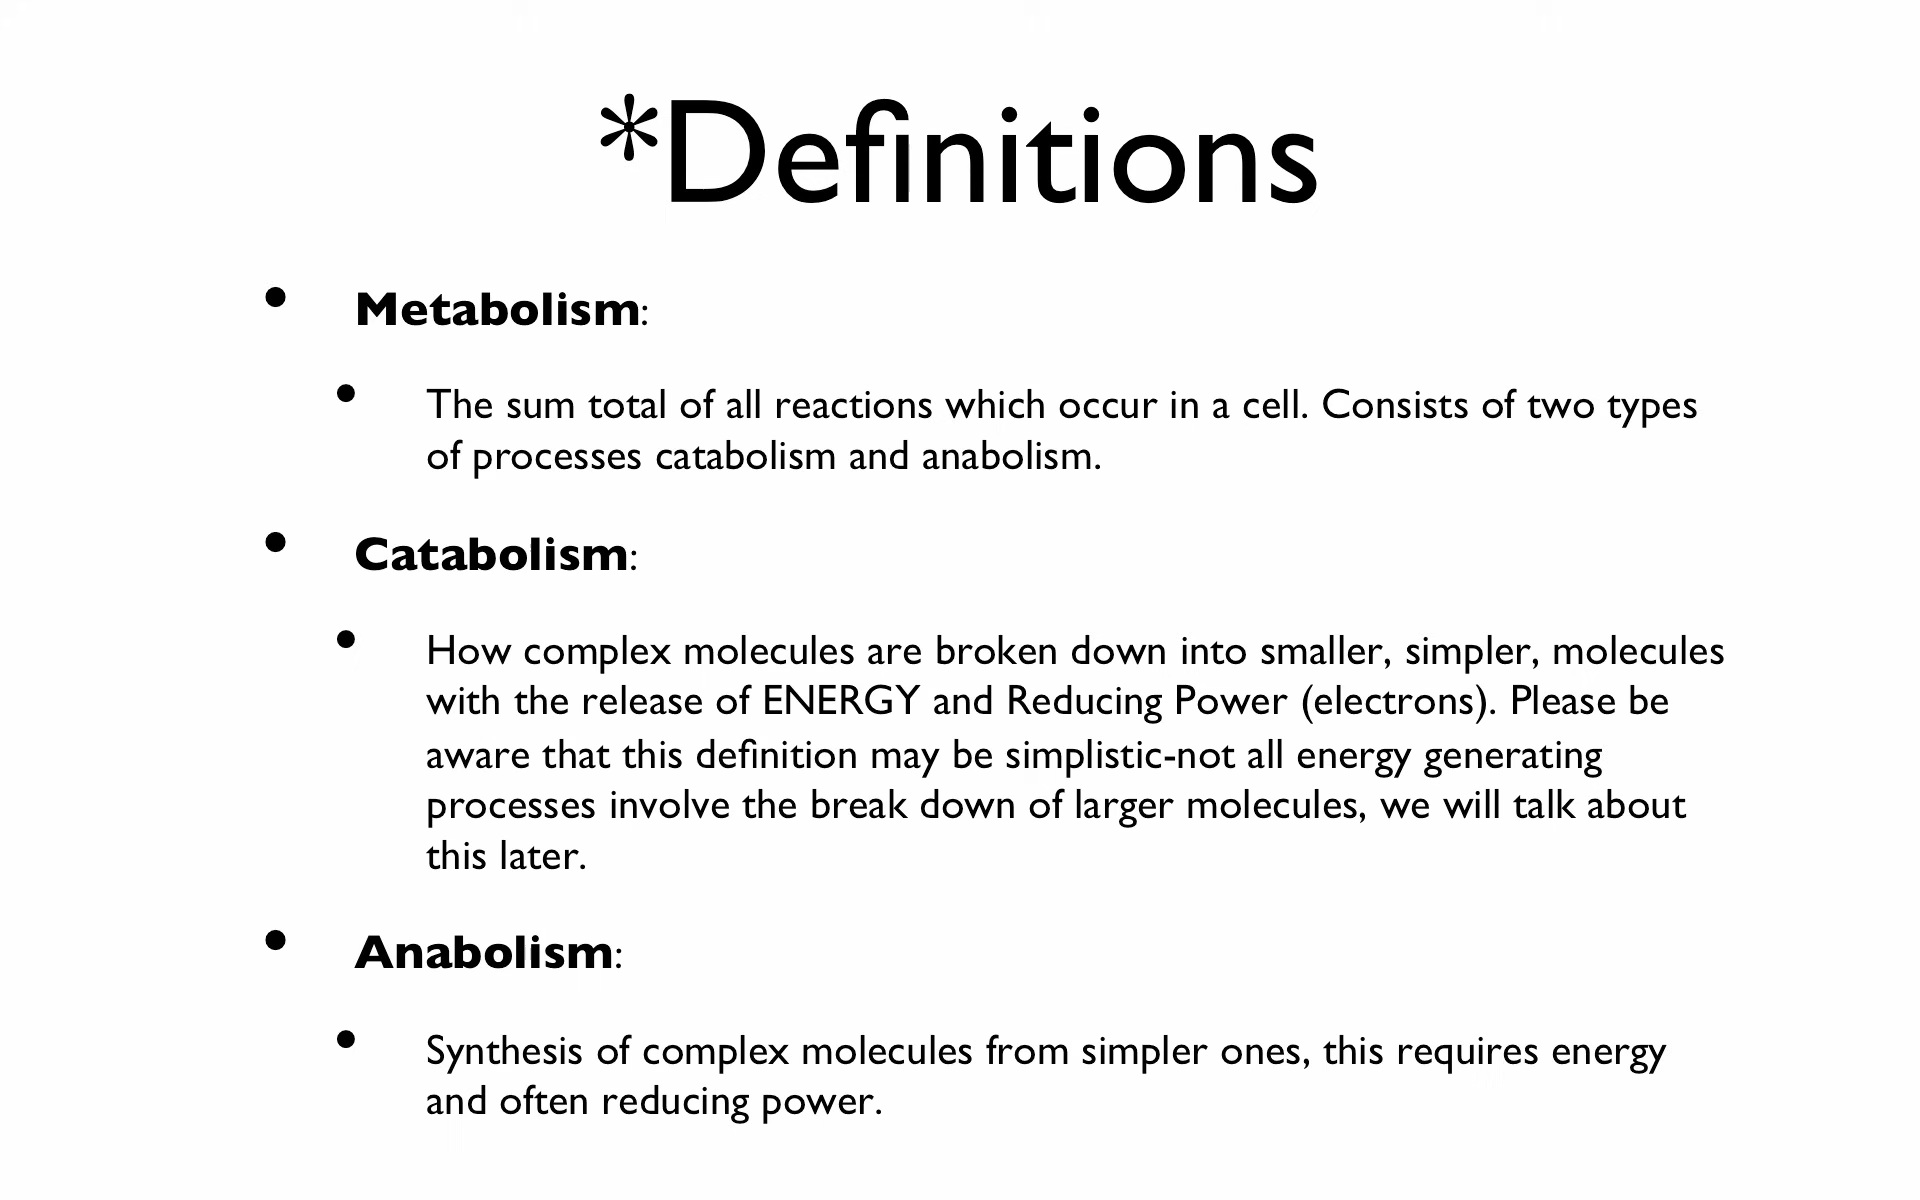 *Definitions
• Metabolism:
• The sum total of all reactions which occur in a cell. Consists of two types
of processes catabolism and anabolism.
• Catabolism:
• How complex molecules are broken down into smaller, simpler, molecules
with the release of ENERGY and Reducing Power (electrons). Please be
aware that this definition may be simplistic-not all energy generating
processes involve the break down of larger molecules, we will talk about
this later.
• Anabolism:
• Synthesis of complex molecules from simpler ones, this requires energy
and often reducing power.